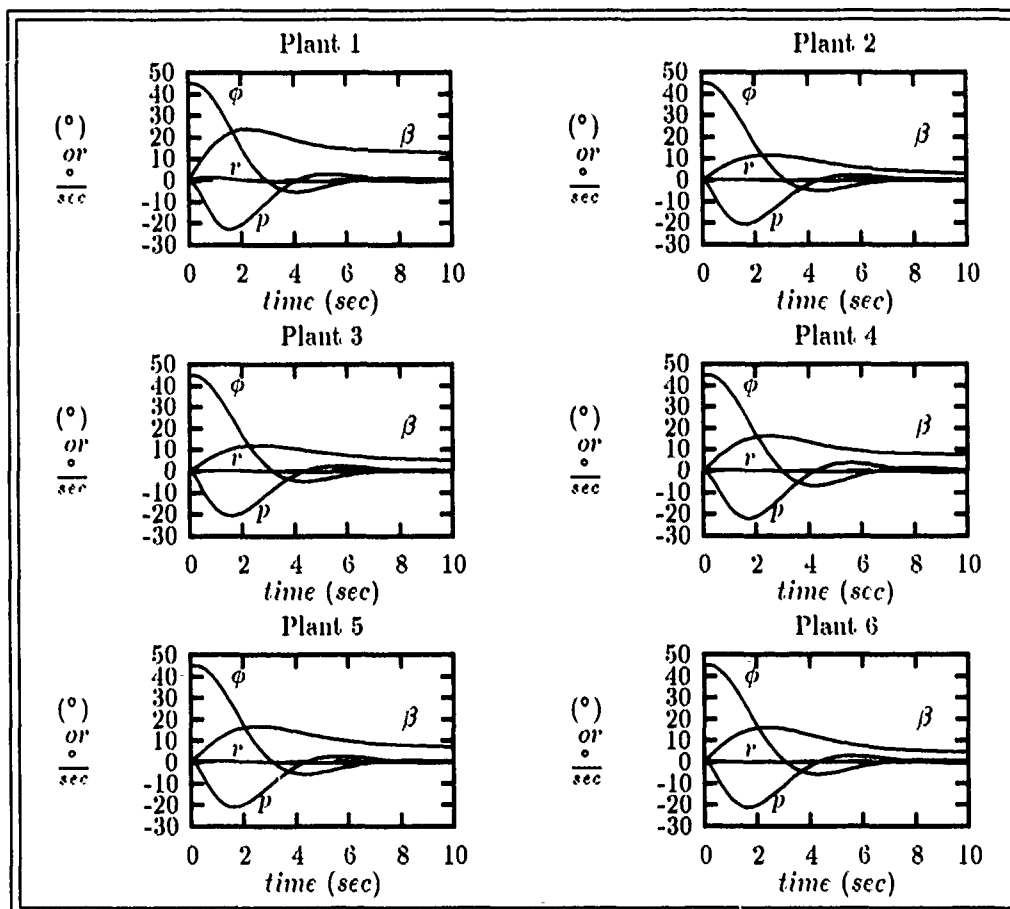 Plant 1
50
40
30
20
10
0
-10
-20
-30
(°)
or
°
sec
ϕ
β
r
p
0 2 4 6 8 10
time (sec)
Plant 2
50
40
30
20
10
0
-10
-20
-30
(°)
or
°
sec
ϕ
β
r
p
0 2 4 6 8 10
time (sec)
Plant 3
50
40
30
20
10
0
-10
-20
-30
(°)
or
°
sec
ϕ
β
r
p
0 2 4 6 8 10
time (sec)
Plant 4
50
40
30
20
10
0
-10
-20
-30
(°)
or
°
sec
ϕ
β
r
p
0 2 4 6 8 10
time (sec)
Plant 5
50
40
30
20
10
0
-10
-20
-30
(°)
or
°
sec
ϕ
β
r
p
0 2 4 6 8 10
time (sec)
Plant 6
50
40
30
20
10
0
-10
-20
-30
(°)
or
°
sec
ϕ
β
r
p
0 2 4 6 8 10
time (sec)